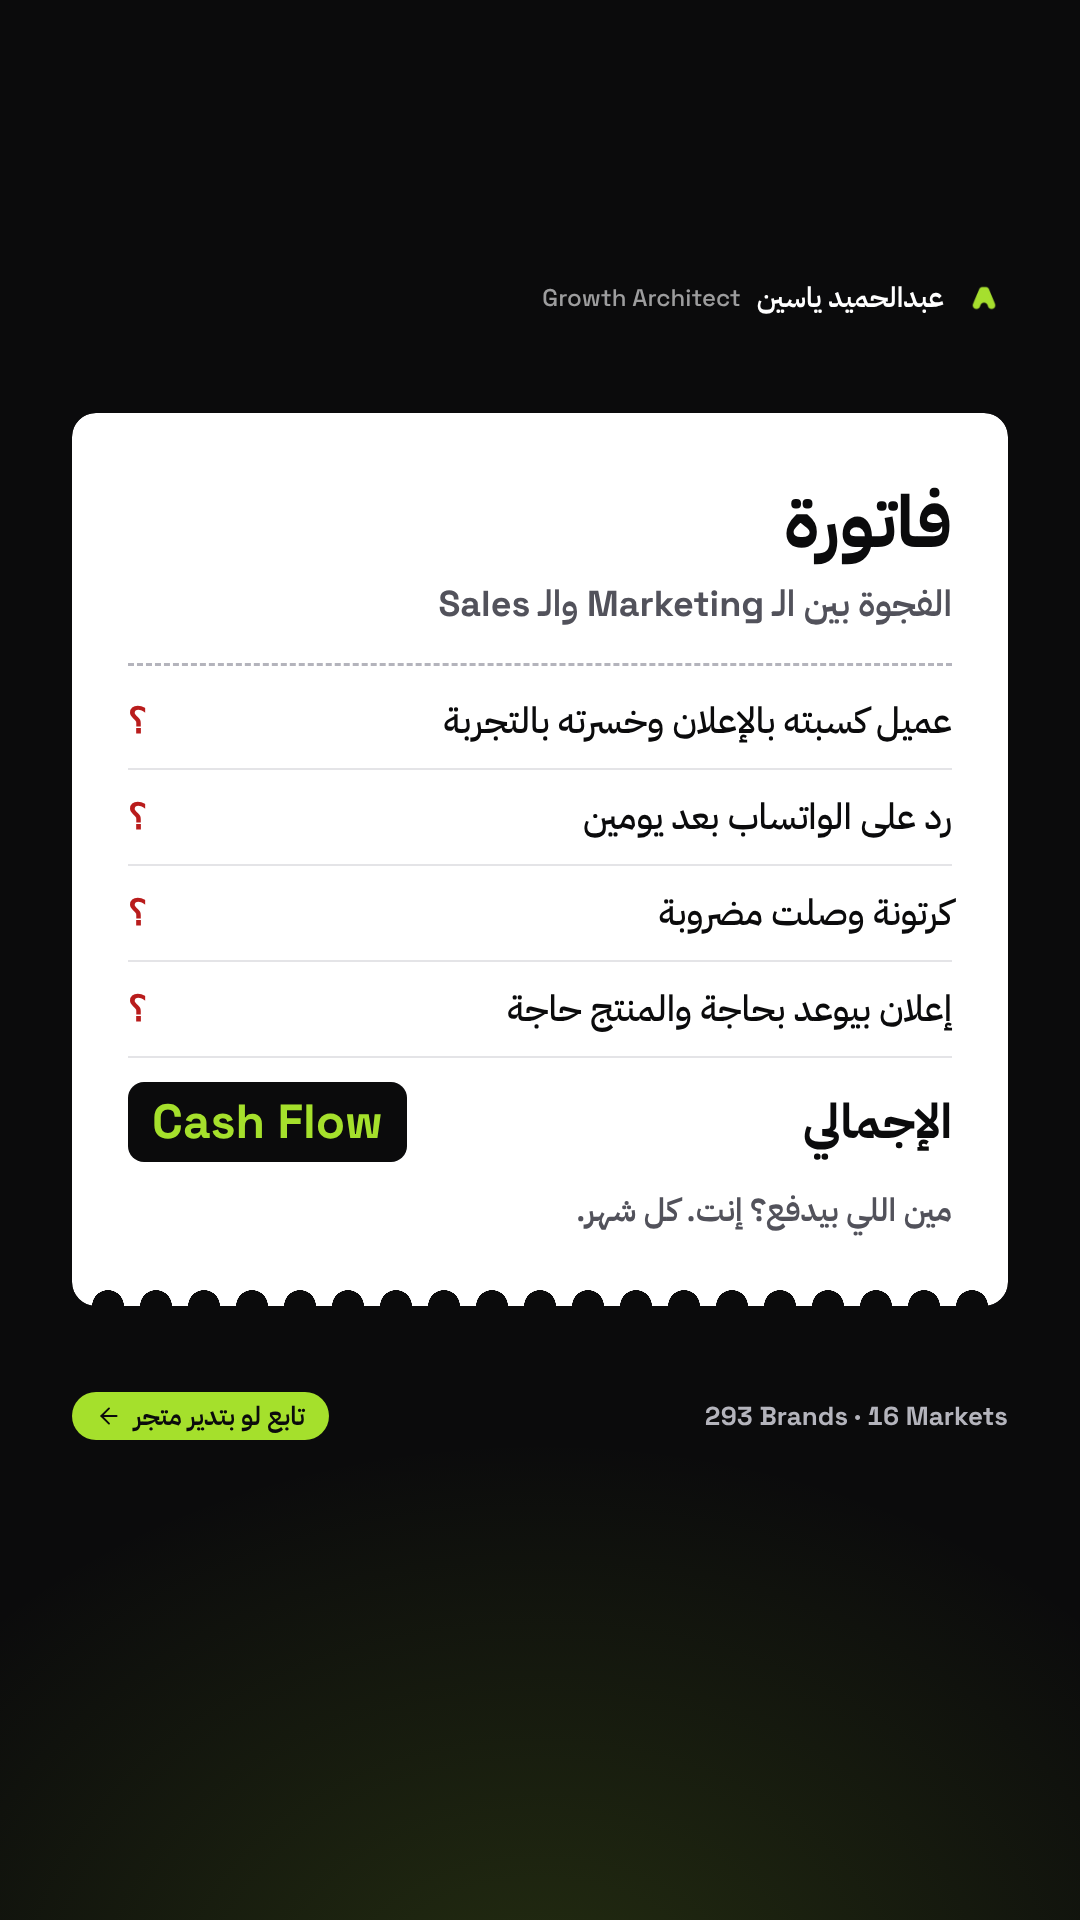 عبدالحميد ياسين Growth Architect
فاتورة
الفجوة بين الـ Marketing والـ Sales
عميل كسبته بالإعلان وخسرته بالتجربة ؟
رد على الواتساب بعد يومين ؟
كرتونة وصلت مضروبة ؟
إعلان بيوعد بحاجة والمنتج حاجة ؟
الإجمالي Cash Flow
مين اللي بيدفع؟ إنت. كل شهر.
293 Brands · 16 Markets
تابع لو بتدير متجر ←